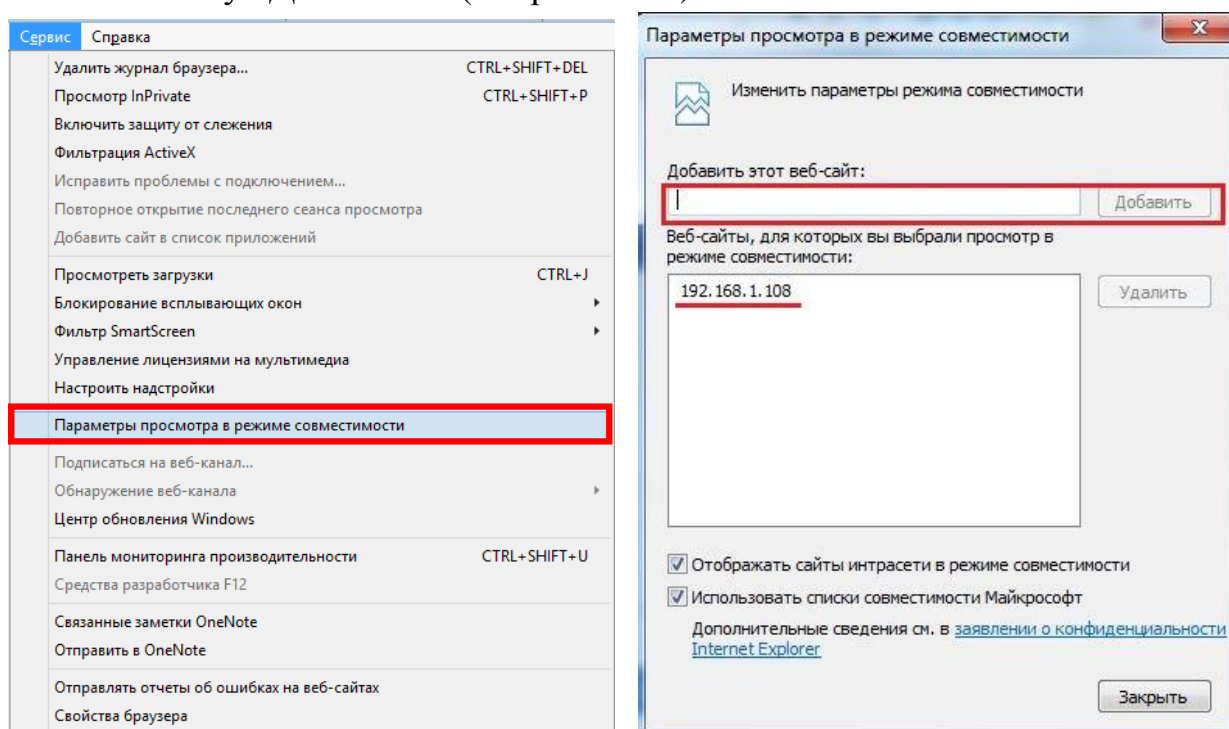 Сервис Справка
Удалить журнал браузера... CTRL+SHIFT+DEL
Просмотр InPrivate CTRL+SHIFT+P
Включить защиту от слежения
Фильтрация ActiveX
Исправить проблемы с подключением...
Повторное открытие последнего сеанса просмотра
Добавить сайт в список приложений
Просмотреть загрузки CTRL+J
Блокирование всплывающих окон
Фильтр SmartScreen
Управление лицензиями на мультимедиа
Настроить надстройки
Параметры просмотра в режиме совместимости
Подписаться на веб-канал...
Обнаружение веб-канала
Центр обновления Windows
Панель мониторинга производительности CTRL+SHIFT+U
Средства разработчика F12
Связанные заметки OneNote
Отправить в OneNote
Отправлять отчеты об ошибках на веб-сайтах
Свойства браузера
Параметры просмотра в режиме совместимости
Изменить параметры режима совместимости
Добавить этот веб-сайт:
Добавить
Веб-сайты, для которых вы выбрали просмотр в
режиме совместимости:
192.168.1.108
Удалить
Отображать сайты интрасети в режиме совместимости
Использовать списки совместимости Майкрософт
Дополнительные сведения см. в заявлении о конфиденциальности
Internet Explorer
Закрыть